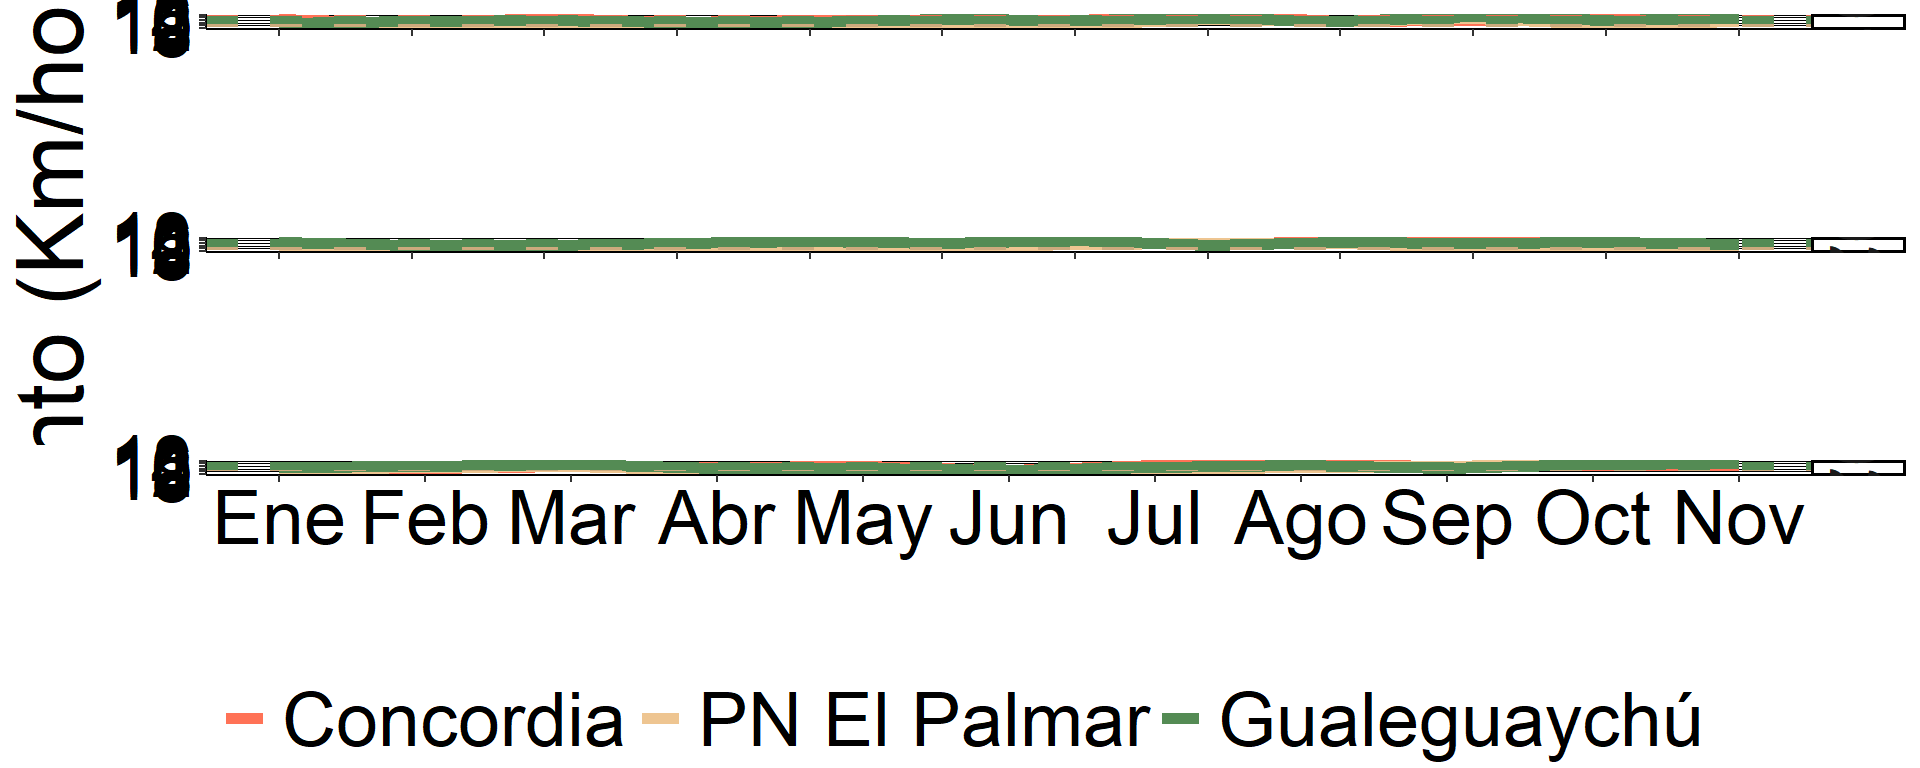 nto (Km/ho
Ene Feb Mar Abr May Jun Jul Ago Sep Oct Nov
Concordia PN El Palmar Gualeguaychú